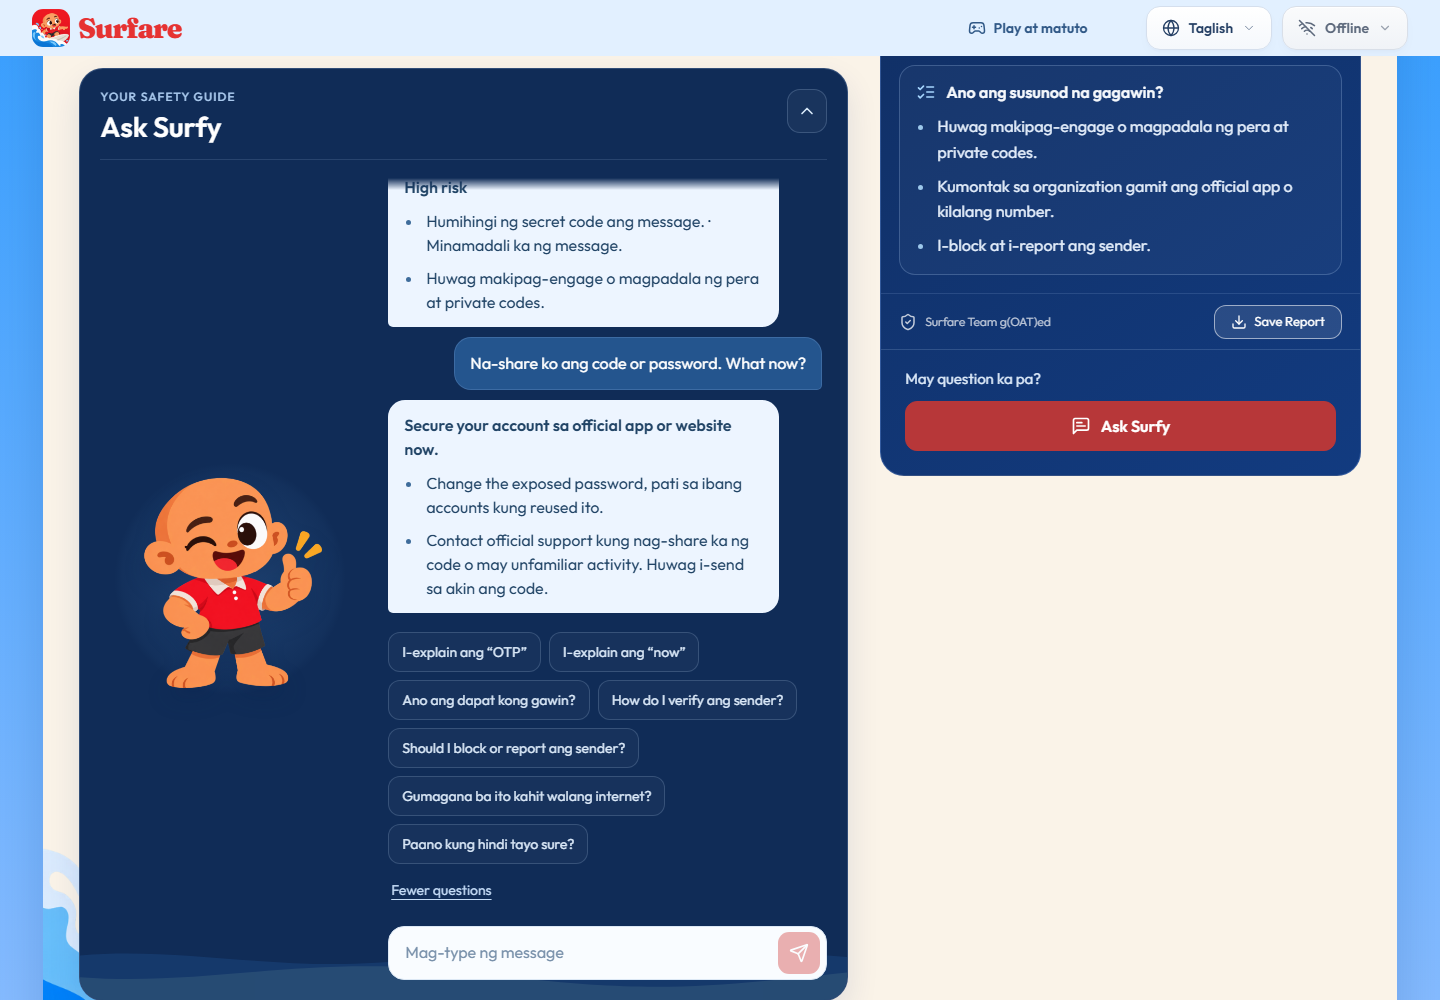 Surfare
Play at matuto
Taglish
Offline
YOUR SAFETY GUIDE
Ask Surfy
High risk
Humihingi ng secret code ang message. ·
Minamadali ka ng message.
Huwag makipag-engage o magpadala ng pera
at private codes.
Na-share ko ang code or password. What now?
Secure your account sa official app or website
now.
Change the exposed password, pati sa ibang
accounts kung reused ito.
Contact official support kung nag-share ka ng
code o may unfamiliar activity. Huwag i-send
sa akin ang code.
I-explain ang “OTP”
I-explain ang “now”
Ano ang dapat kong gawin?
How do I verify ang sender?
Should I block or report ang sender?
Gumagana ba ito kahit walang internet?
Paano kung hindi tayo sure?
Fewer questions
Mag-type ng message
Ano ang susunod na gagawin?
Huwag makipag-engage o magpadala ng pera at
private codes.
Kumontak sa organization gamit ang official app o
kilalang number.
I-block at i-report ang sender.
Surfare Team g(OAT)ed
Save Report
May question ka pa?
Ask Surfy